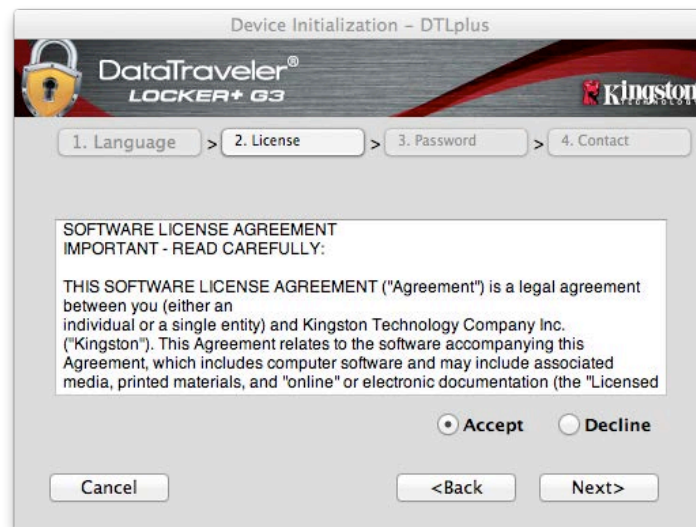 Device Initialization – DTLplus
DataTraveler®
LOCKER+ G3
Kingston
TECHNOLOGY
1. Language > 2. License > 3. Password > 4. Contact
SOFTWARE LICENSE AGREEMENT
IMPORTANT - READ CAREFULLY:
THIS SOFTWARE LICENSE AGREEMENT ("Agreement") is a legal agreement
between you (either an
individual or a single entity) and Kingston Technology Company Inc.
("Kingston"). This Agreement relates to the software accompanying this
Agreement, which includes computer software and may include associated
media, printed materials, and "online" or electronic documentation (the "Licensed
Accept Decline
Cancel <Back Next>